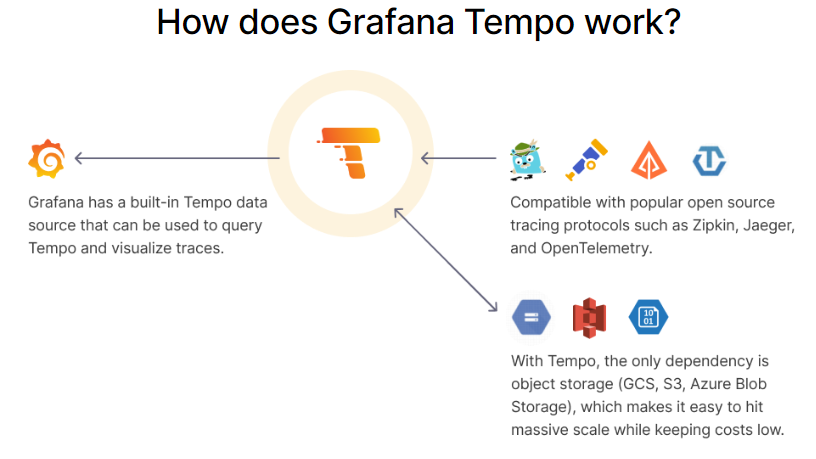 How does Grafana Tempo work?
Grafana has a built-in Tempo data
source that can be used to query
Tempo and visualize traces.
Compatible with popular open source
tracing protocols such as Zipkin, Jaeger,
and OpenTelemetry.
10
01
With Tempo, the only dependency is
object storage (GCS, S3, Azure Blob
Storage), which makes it easy to hit
massive scale while keeping costs low.